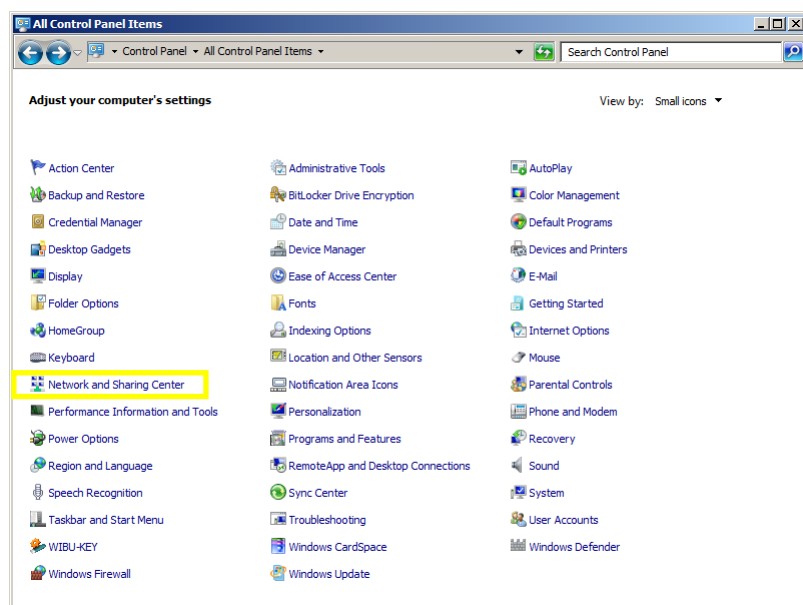 All Control Panel Items
Control Panel All Control Panel Items Search Control Panel
Adjust your computer's settings View by: Small icons
Action Center Administrative Tools AutoPlay
Backup and Restore BitLocker Drive Encryption Color Management
Credential Manager Date and Time Default Programs
Desktop Gadgets Device Manager Devices and Printers
Display Ease of Access Center E-Mail
Folder Options Fonts Getting Started
HomeGroup Indexing Options Internet Options
Keyboard Location and Other Sensors Mouse
Network and Sharing Center Notification Area Icons Parental Controls
Performance Information and Tools Personalization Phone and Modem
Power Options Programs and Features Recovery
Region and Language RemoteApp and Desktop Connections Sound
Speech Recognition Sync Center System
Taskbar and Start Menu Troubleshooting User Accounts
WIBU-KEY Windows CardSpace Windows Defender
Windows Firewall Windows Update